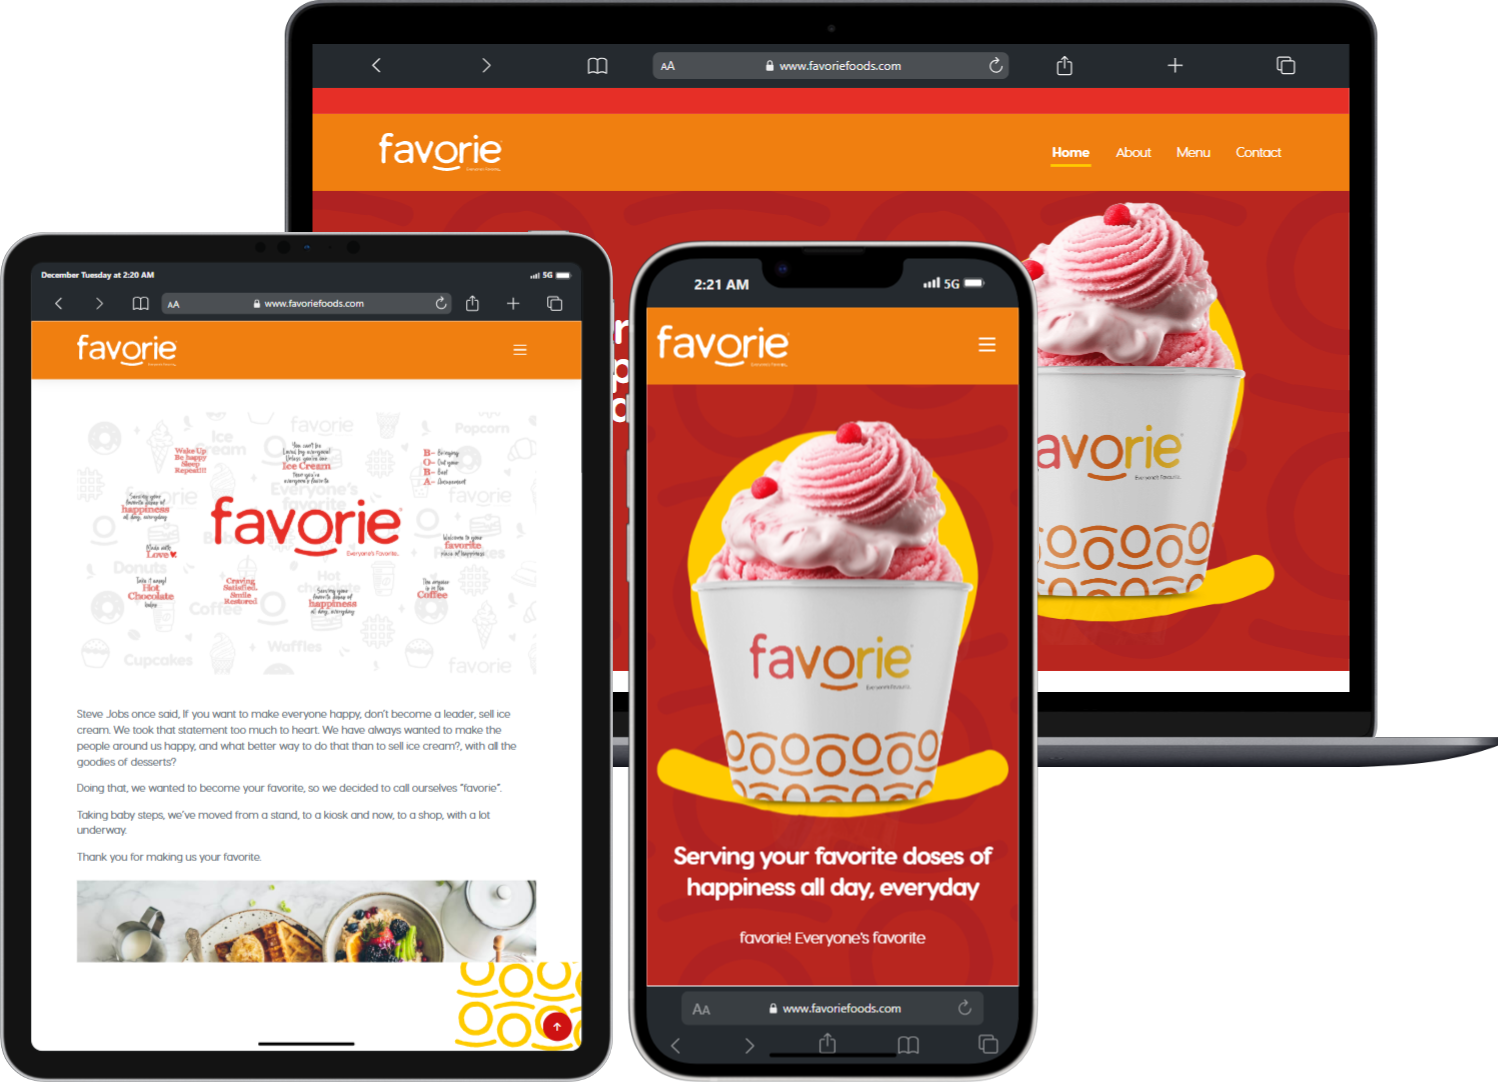 AA www.favoriefoods.com
favorie
Home About Menu Contact
favorie
Everyone's Favourite.
December Tuesday at 2:20 AM
5G
AA www.favoriefoods.com
favorie
Ice Cream
favorie
Popcorn
Wake Up
Be happy
Sleep
Repeat!!!
You can't be
Loved by everyone!
Unless you're an
Ice Cream
Then you're
everyone's favorite
B- Bringing
O- Out your
B- Best
A- Amusement
Everyone's
favorite
favorie
favorie
Serving your
favorite doses of
happiness
all day, everyday
favorie
Everyone's Favorite.
Made with
Love
Welcome to your
favorite
piece of happiness
Donuts
Take it easy!
Hot
Chocolate
today
Craving
Satisfied,
Smile
Restored
Hot
chocolate
Serving your
favorite doses of
happiness
all day, everyday
Coffee
The answer
is in the
Coffee
Cupcakes
Waffles
favorie
Steve Jobs once said, If you want to make everyone happy, don't become a leader, sell ice
cream. We took that statement too much to heart. We have always wanted to make the
people around us happy, and what better way to do that than to sell ice cream?, with all the
goodies of desserts?
Doing that, we wanted to become your favorite, so we decided to call ourselves "favorie".
Taking baby steps, we've moved from a stand, to a kiosk and now, to a shop, with a lot
underway.
Thank you for making us your favorite.
2:21 AM
5G
favorie
favorie
Serving your favorite doses of
happiness all day, everyday
favorie! Everyone's favorite
AA www.favoriefoods.com